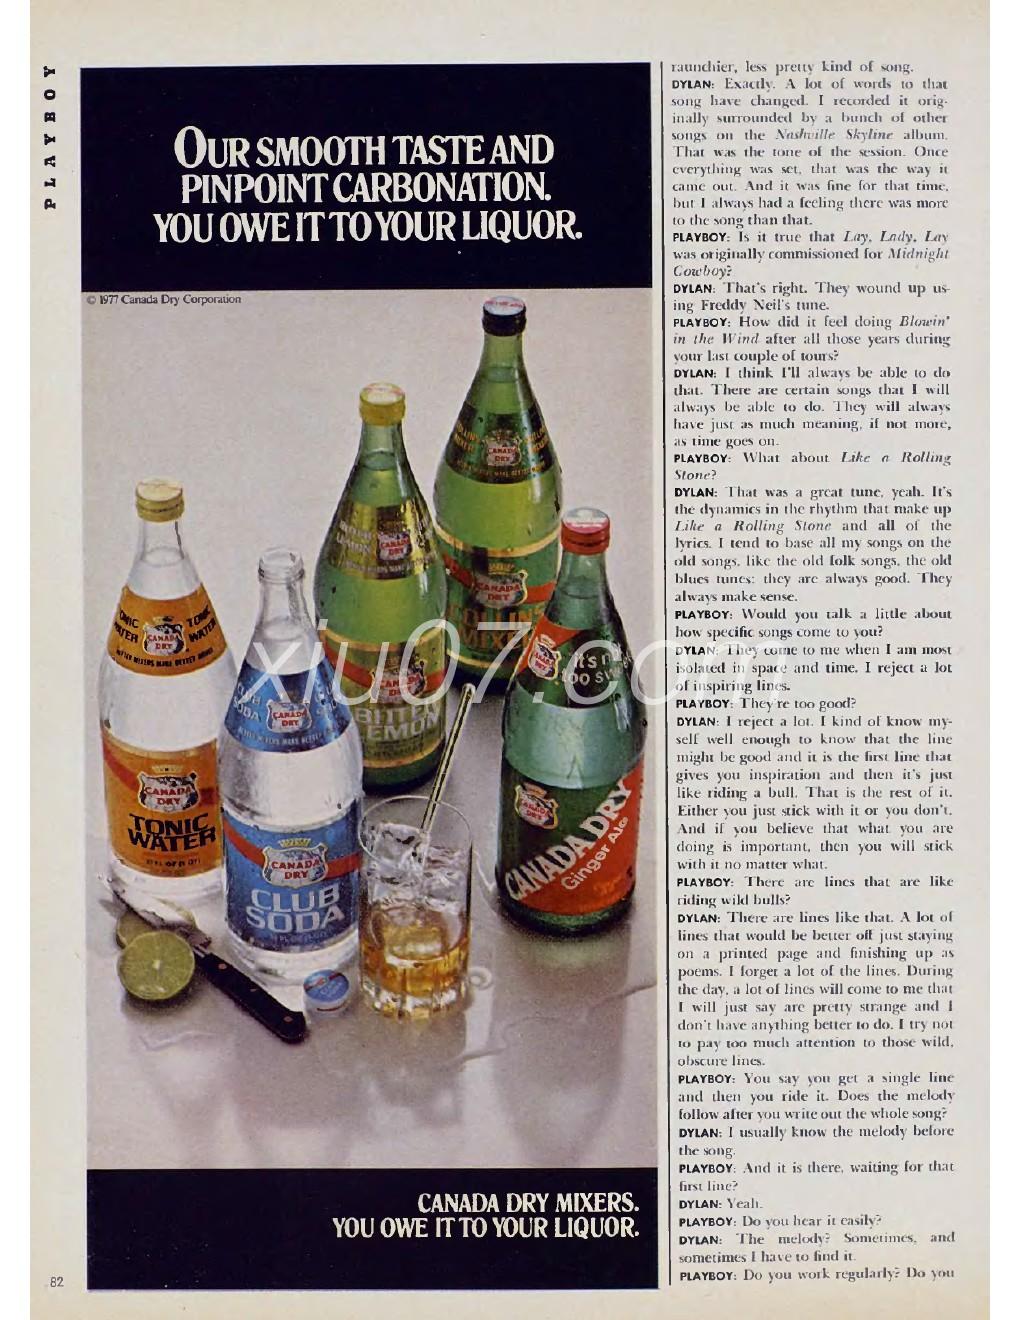 PLAYBOY
OUR SMOOTH TASTE AND
PINPOINT CARBONATION.
YOU OWE IT TO YOUR LIQUOR.
© 1977 Canada Dry Corporation
COLLINS
MIXER
CANADA
DRY
BITTER
LEMON
CANADA
DRY
TONIC
WATER
TONIC
WATER
CANADA
DRY
CANADA
DRY
TONIC
WATER
CLUB
SODA
CANADA
DRY
CANADA
DRY
CLUB
SODA
It's n
too sw
CANADA DRY
Ginger Ale
xiu07.com
CANADA DRY MIXERS.
YOU OWE IT TO YOUR LIQUOR.
82
raunchier, less pretty kind of song.
DYLAN: Exactly. A lot of words to that
song have changed. I recorded it orig-
inally surrounded by a bunch of other
songs on the Nashville Skyline album.
That was the tone of the session. Once
everything was set, that was the way it
came out. And it was fine for that time,
but I always had a feeling there was more
to the song than that.
PLAYBOY: Is it true that Lay, Lady, Lay
was originally commissioned for Midnight
Cowboy?
DYLAN: That's right. They wound up us-
ing Freddy Neil's tune.
PLAYBOY: How did it feel doing Blowin'
in the Wind after all those years during
your last couple of tours?
DYLAN: I think I'll always be able to do
that. There are certain songs that I will
always be able to do. They will always
have just as much meaning, if not more,
as time goes on.
PLAYBOY: What about Like a Rolling
Stone?
DYLAN: That was a great tune, yeah. It's
the dynamics in the rhythm that make up
Like a Rolling Stone and all of the
lyrics. I tend to base all my songs on the
old songs, like the old folk songs, the old
blues tunes; they are always good. They
always make sense.
PLAYBOY: Would you talk a little about
how specific songs come to you?
DYLAN: They come to me when I am most
isolated in space and time. I reject a lot
of inspiring lines.
PLAYBOY: They're too good?
DYLAN: I reject a lot. I kind of know my-
self well enough to know that the line
might be good and it is the first line that
gives you inspiration and then it's just
like riding a bull. That is the rest of it.
Either you just stick with it or you don't.
And if you believe that what you are
doing is important, then you will stick
with it no matter what.
PLAYBOY: There are lines that are like
riding wild bulls?
DYLAN: There are lines like that. A lot of
lines that would be better off just staying
on a printed page and finishing up as
poems. I forget a lot of the lines. During
the day, a lot of lines will come to me that
I will just say are pretty strange and I
don't have anything better to do. I try not
to pay too much attention to those wild,
obscure lines.
PLAYBOY: You say you get a single line
and then you ride it. Does the melody
follow after you write out the whole song?
DYLAN: I usually know the melody before
the song.
PLAYBOY: And it is there, waiting for that
first line?
DYLAN: Yeah.
PLAYBOY: Do you hear it easily?
DYLAN: The melody? Sometimes, and
sometimes I have to find it.
PLAYBOY: Do you work regularly? Do you